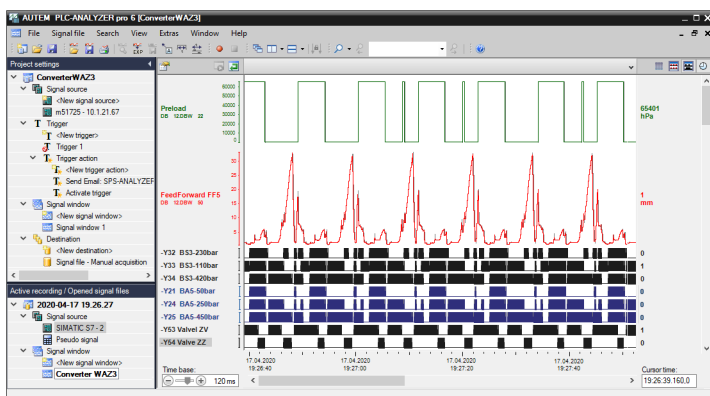 AUTEM PLC-ANALYZER pro 6 [ConverterWAZ3]
File Signal file Search View Extras Window Help
Project settings
ConverterWAZ3
Signal source
<New signal source>
m51725 - 10.1.21.67
Trigger
<New trigger>
Trigger 1
Trigger action
<New trigger action>
Send Email: SPS-ANALYZER
Activate trigger
Signal window
<New signal window>
Signal window 1
Destination
<New destination>
Signal file - Manual acquisition
Active recording / Opened signal files
2020-04-17 19.26.27
Signal source
SIMATIC S7 - 2
Pseudo signal
Signal window
<New signal window>
Converter WAZ3
Preload
DB 12.DBW 22
60000
50000
40000
30000
20000
10000
0
65401
hPa
FeedForward FF5
DB 12.DBW 50
30
25
20
15
10
5
1
mm
-Y32 BS3-230bar 0
-Y33 BS3-110bar 1
-Y34 BS3-420bar 0
-Y21 BA5-50bar 0
-Y24 BA5-250bar 0
-Y25 BA5-450bar 0
-Y53 Valvel ZV 1
-Y54 Valve ZZ 0
Time base:
120 ms
17.04.2020
19:26:40
17.04.2020
19:27:00
17.04.2020
19:27:20
17.04.2020
19:27:40
Cursor time:
19:26:39.160,0